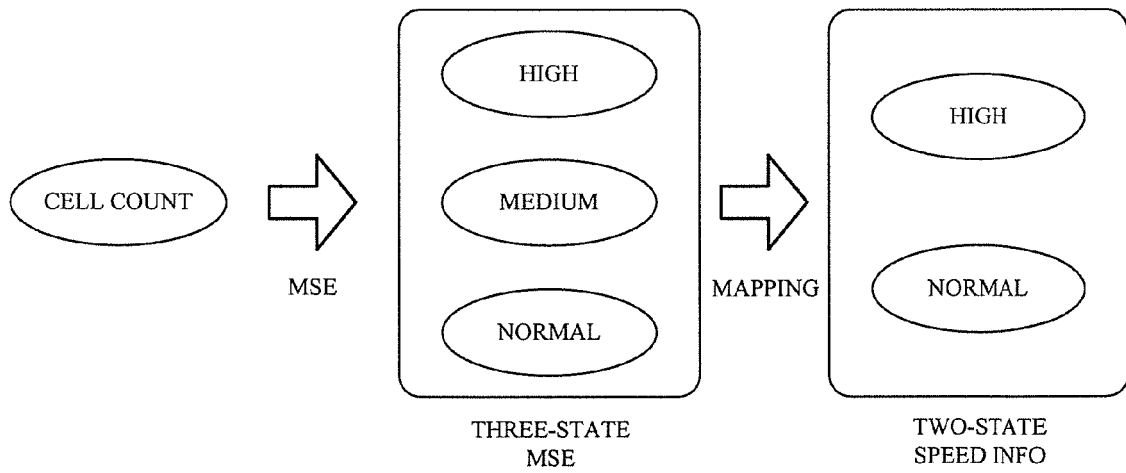 CELL COUNT
MSE
HIGH
MEDIUM
NORMAL
THREE-STATE
MSE
MAPPING
HIGH
NORMAL
TWO-STATE
SPEED INFO